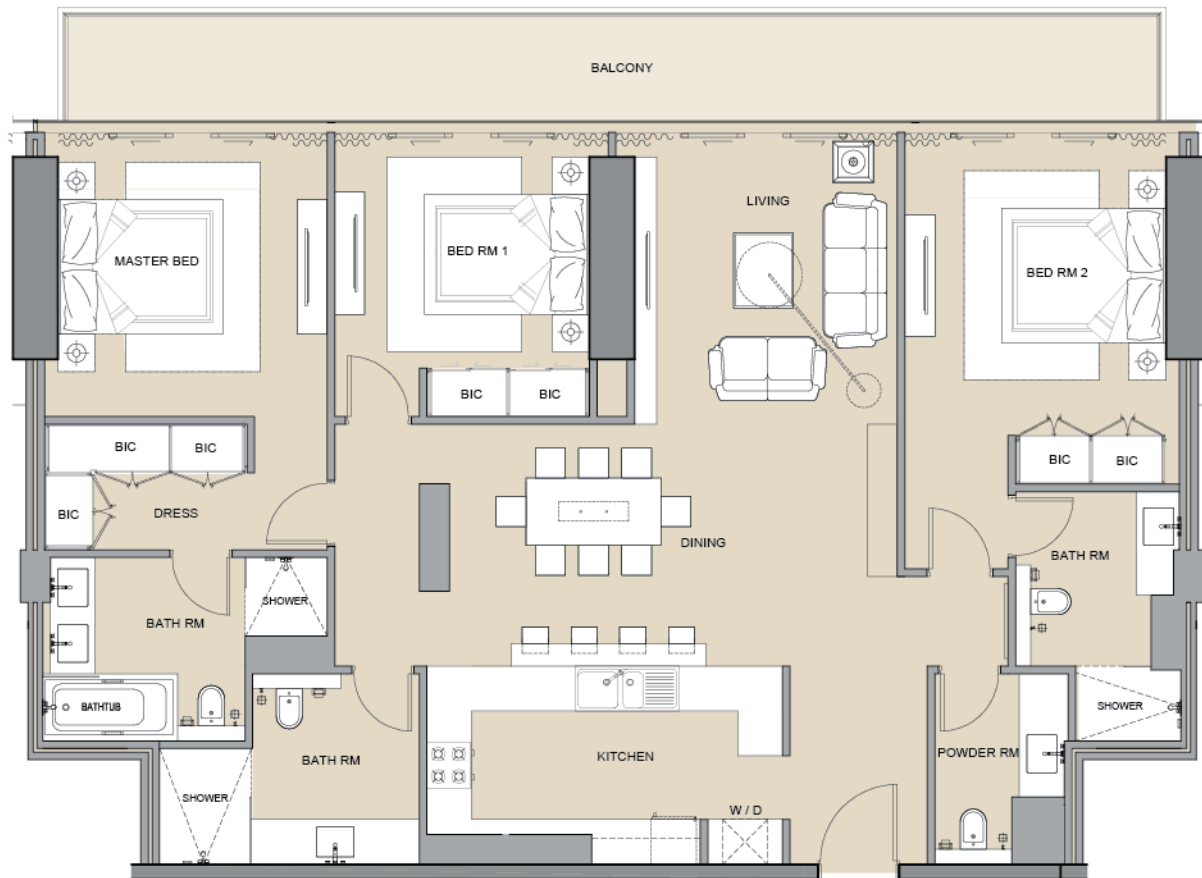 BALCONY
LIVING
MASTER BED
BED RM 1
BED RM 2
BIC
BIC
BIC
BIC
BIC
BIC
BIC
DRESS
DINING
BATH RM
SHOWER
BATH RM
BATHTUB
SHOWER
KITCHEN
POWDER RM
BATH RM
SHOWER
W / D